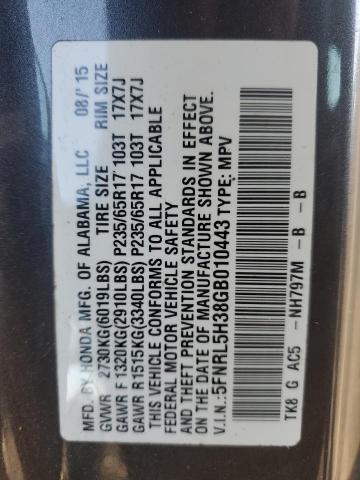 MFD. BY HONDA MFG. OF ALABAMA, LLC 08/'15
GVWR 2730KG(6019LBS) TIRE SIZE RIM SIZE
GAWR F 1320KG(2910LBS) P235/65R17 103T 17X7J
GAWR R1515KG(3340LBS) P235/65R17 103T 17X7J
THIS VEHICLE CONFORMS TO ALL APPLICABLE
FEDERAL MOTOR VEHICLE SAFETY
AND THEFT PREVENTION STANDARDS IN EFFECT
ON THE DATE OF MANUFACTURE SHOWN ABOVE.
V.I.N.:5FNRL5H38GB010443 TYPE: MPV
TK8 G AC5 -NH797M - B - B